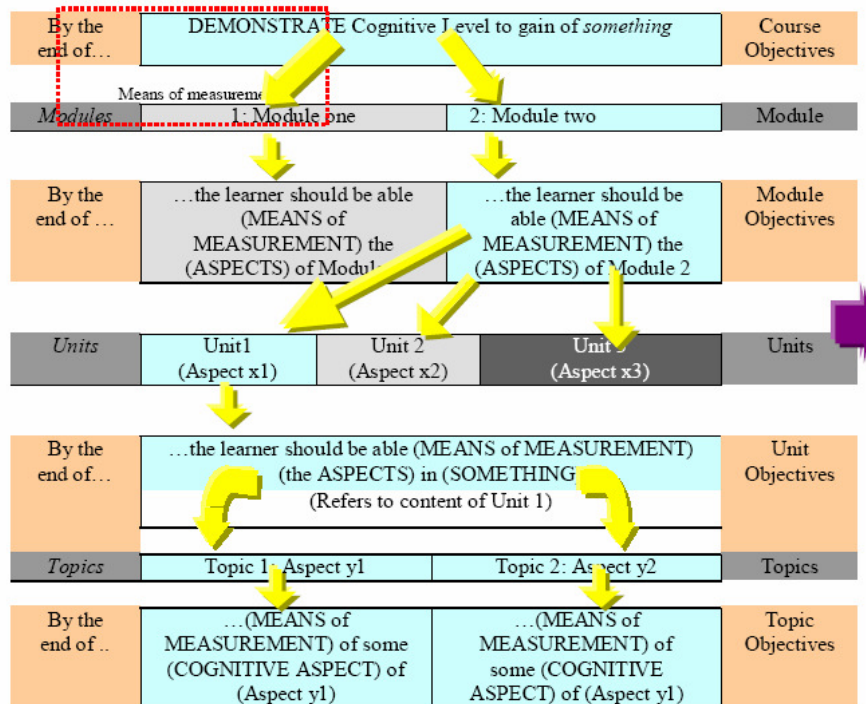 By the
end of…
DEMONSTRATE Cognitive Level to gain of something
Course
Objectives
Means of measureme
Modules
1: Module one
2: Module two
Module
By the
end of …
…the learner should be able
(MEANS of
MEASUREMENT) the
(ASPECTS) of Modul
…the learner should be
able (MEANS of
MEASUREMENT) the
(ASPECTS) of Module 2
Module
Objectives
Units
Unit1
(Aspect x1)
Unit 2
(Aspect x2)
Unit
(Aspect x3)
Units
By the
end of…
…the learner should be able (MEANS of MEASUREMENT)
(the ASPECTS) in (SOMETHING
(Refers to content of Unit 1)
Unit
Objectives
Topics
Topic 1: Aspect y1
Topic 2: Aspect y2
Topics
By the
end of ..
…(MEANS of
MEASUREMENT) of some
(COGNITIVE ASPECT) of
(Aspect y1)
…(MEANS of
MEASUREMENT) of
some (COGNITIVE
ASPECT) of (Aspect y1)
Topic
Objectives